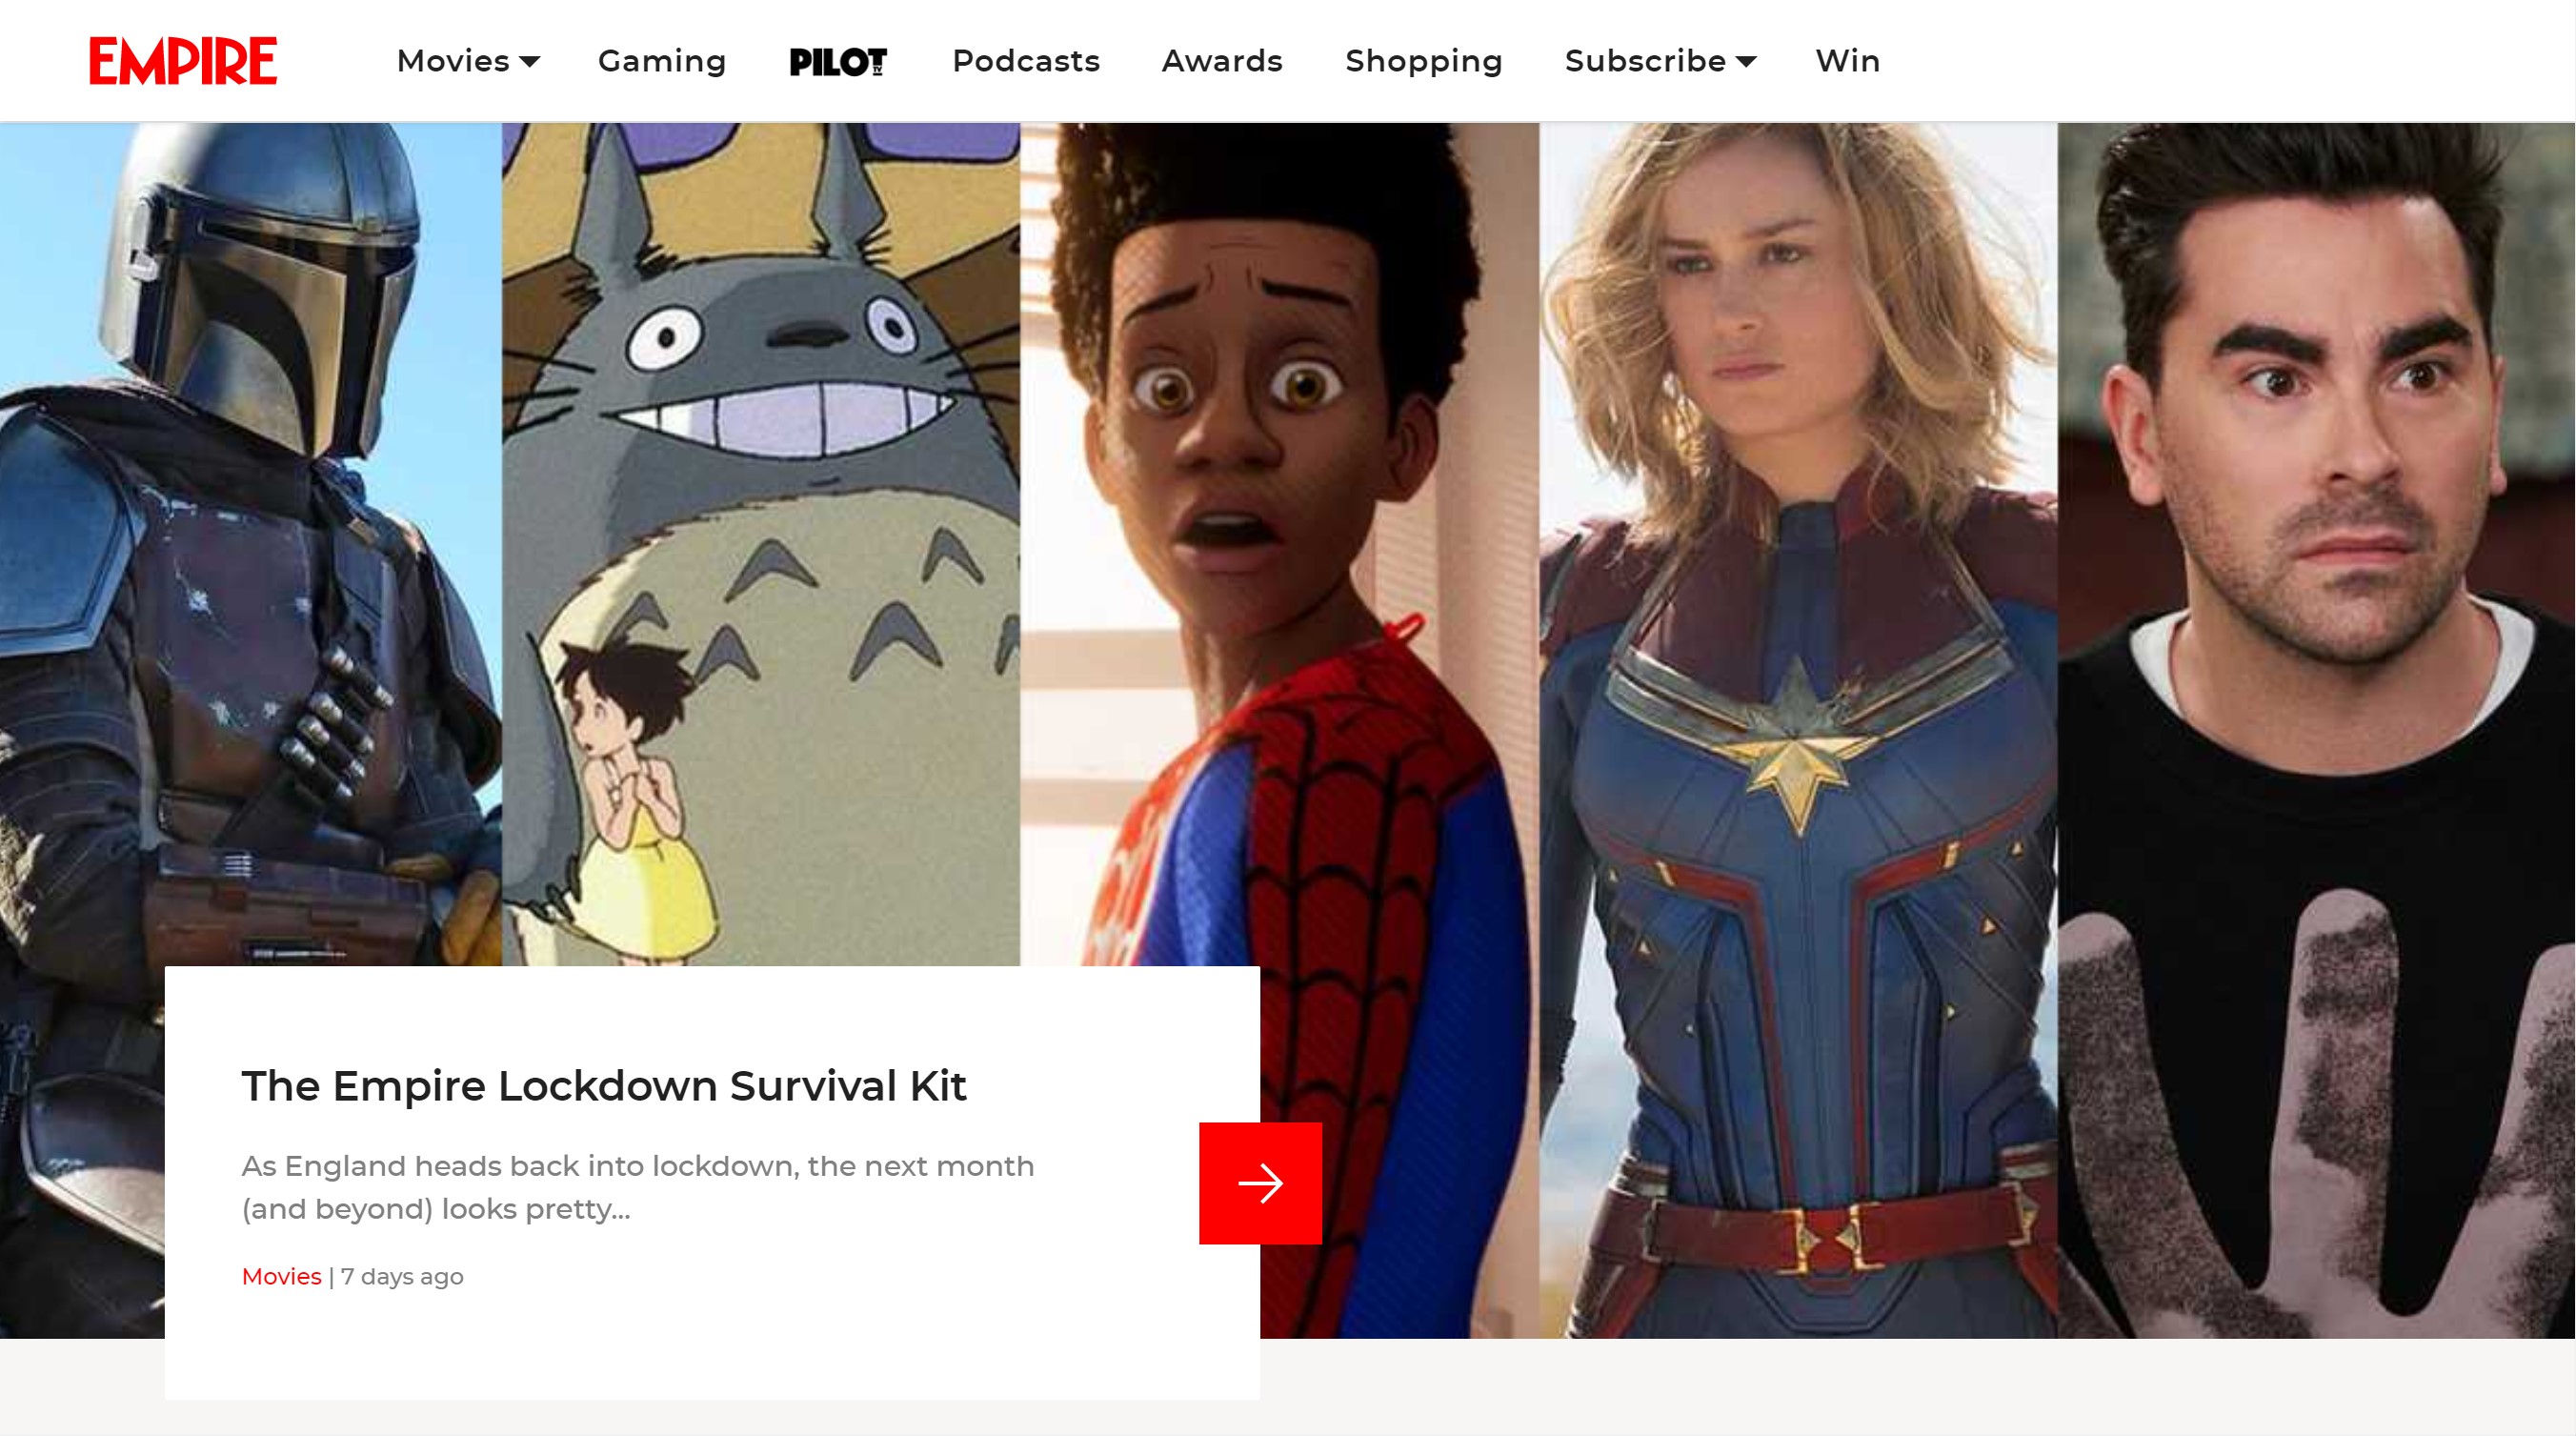 EMPIRE
Movies Gaming PILOT TV Podcasts Awards Shopping Subscribe Win
The Empire Lockdown Survival Kit
As England heads back into lockdown, the next month
(and beyond) looks pretty...
Movies | 7 days ago